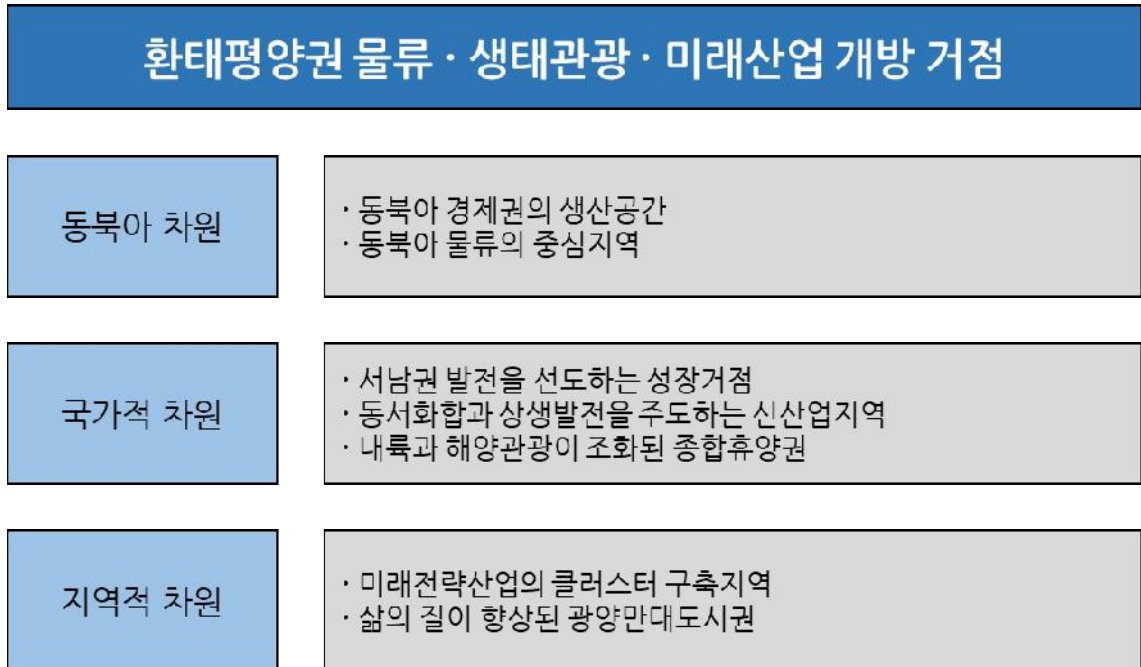 환태평양권 물류 · 생태관광 · 미래산업 개방 거점
동북아 차원
· 동북아 경제권의 생산공간
· 동북아 물류의 중심지역
국가적 차원
· 서남권 발전을 선도하는 성장거점
· 동서화합과 상생발전을 주도하는 신산업지역
· 내륙과 해양관광이 조화된 종합휴양권
지역적 차원
· 미래전략산업의 클러스터 구축지역
· 삶의 질이 향상된 광양만대도시권